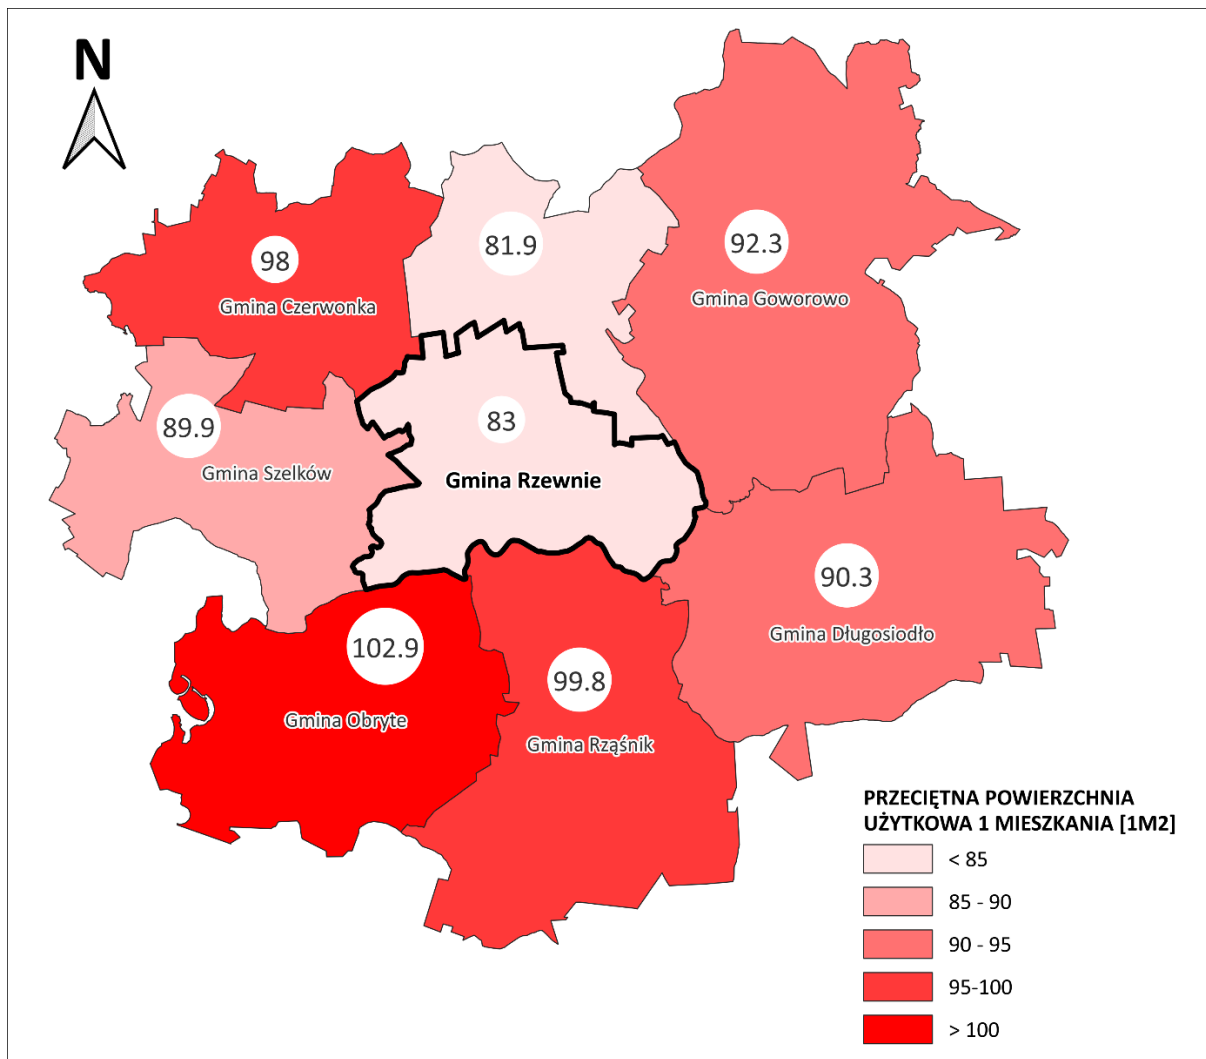 N
98
Gmina Czerwonka
81.9
92.3
Gmina Goworowo
89.9
Gmina Szelków
83
Gmina Rzewnie
90.3
Gmina Długosiodło
102.9
Gmina Obryte
99.8
Gmina Rząśnik
PRZECIĘTNA POWIERZCHNIA
UŻYTKOWA 1 MIESZKANIA [1M2]
< 85
85 - 90
90 - 95
95-100
> 100